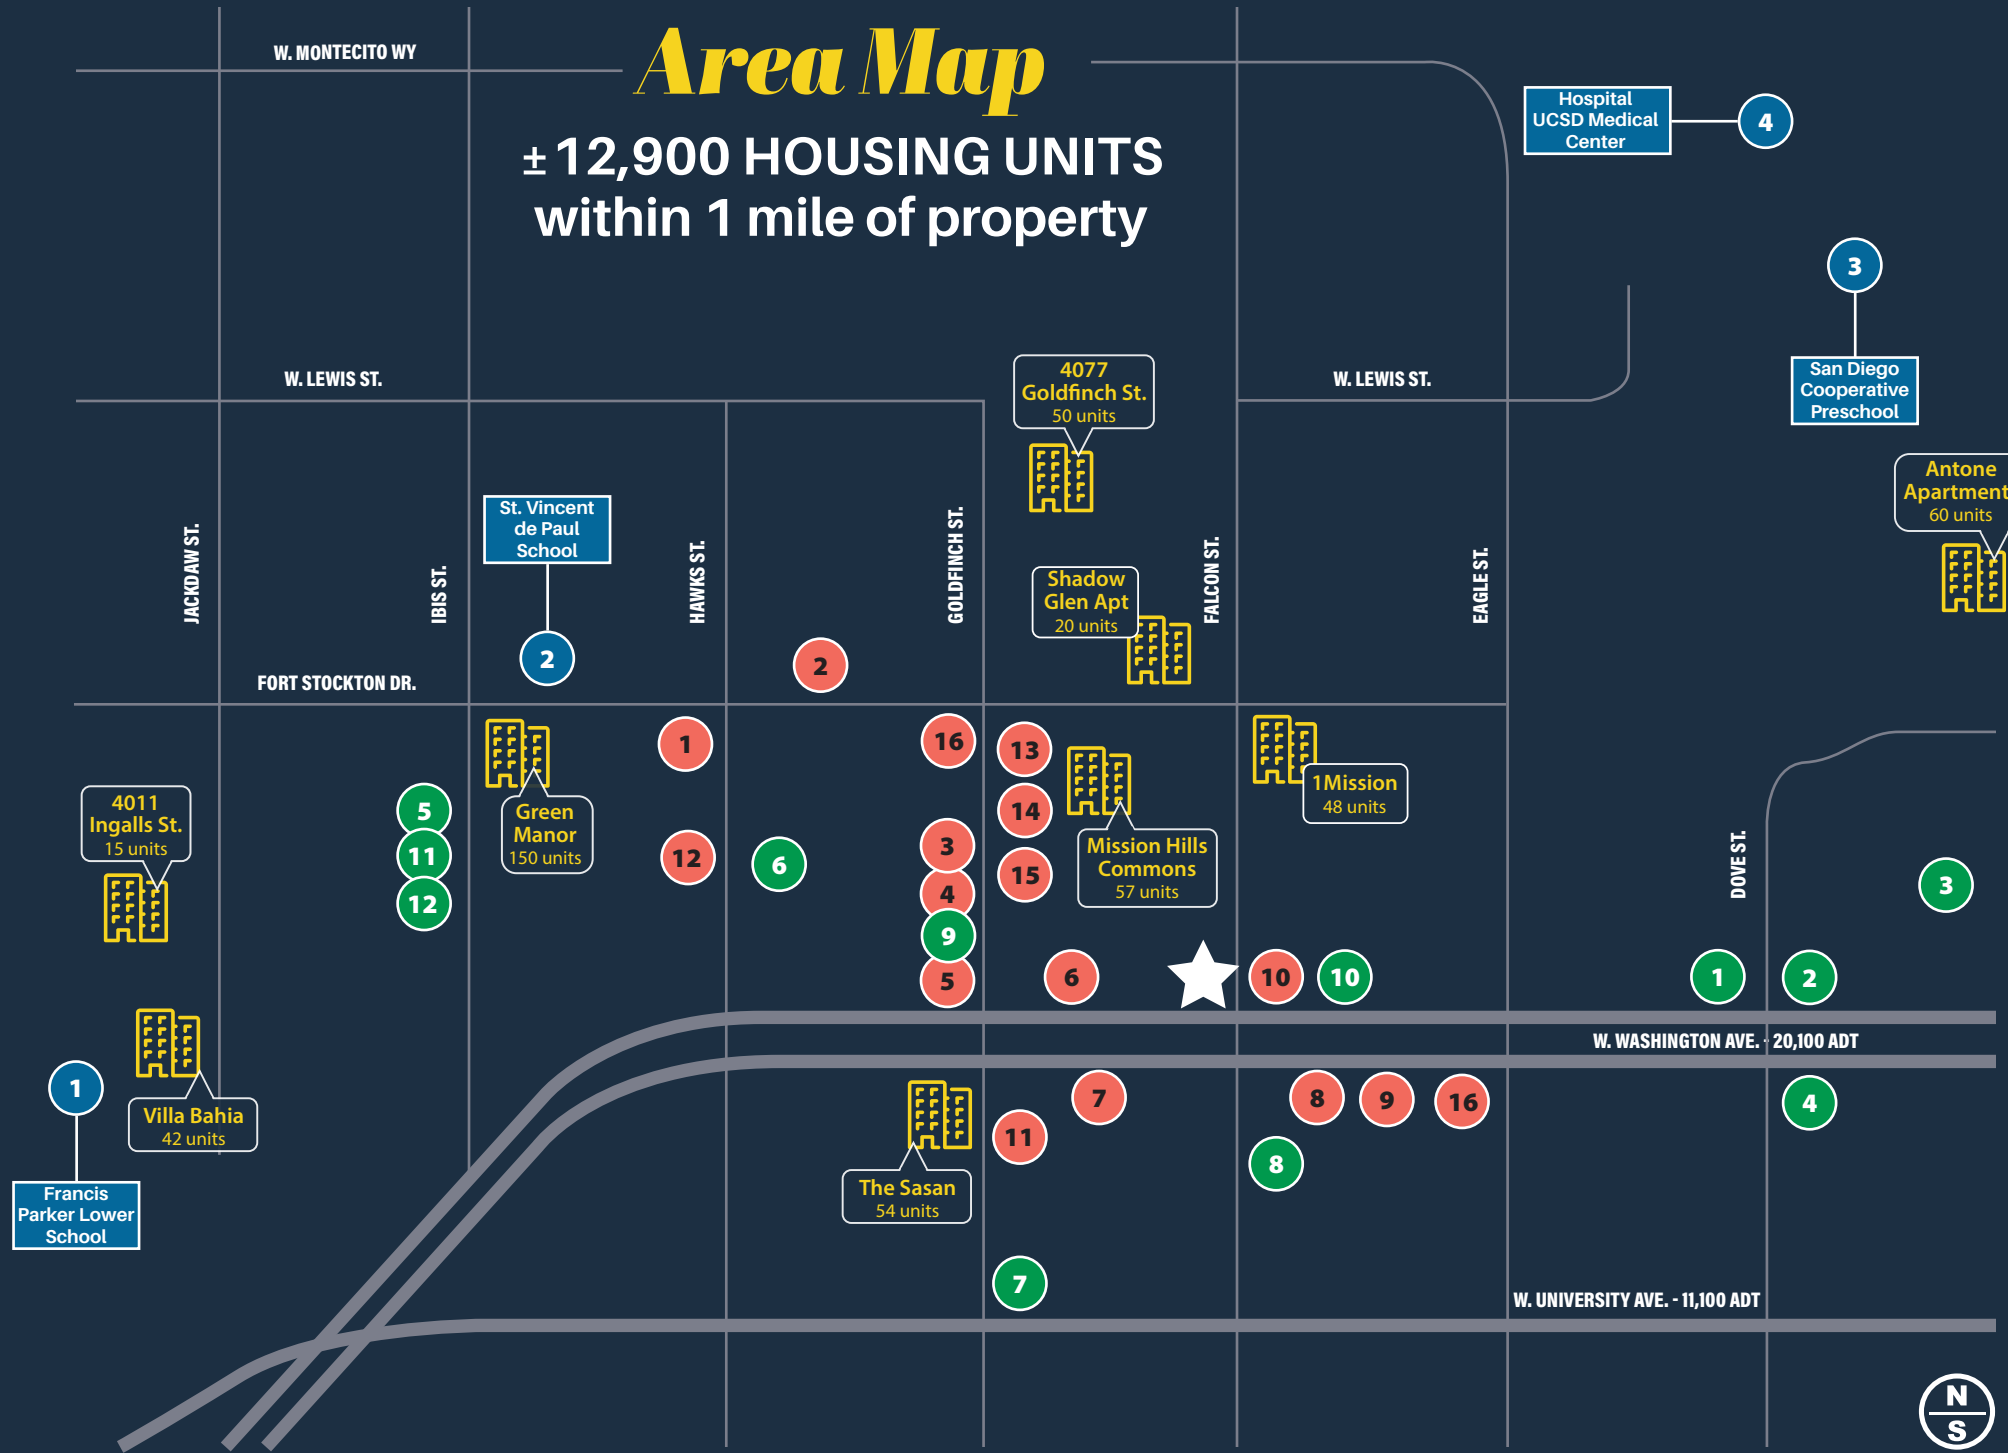 W. MONTECITO WY
Area Map
±12,900 HOUSING UNITS
within 1 mile of property
Hospital
UCSD Medical
Center
4
3
San Diego
Cooperative
Preschool
W. LEWIS ST.
4077
Goldfinch St.
50 units
W. LEWIS ST.
Antone
Apartment
60 units
St. Vincent
de Paul
School
2
JACKDAW ST.
IBIS ST.
HAWKS ST.
GOLDFINCH ST.
FALCON ST.
EAGLE ST.
Shadow
Glen Apt
20 units
2
FORT STOCKTON DR.
1
16
13
14
15
1Mission
48 units
4011
Ingalls St.
15 units
5
11
12
Green
Manor
150 units
12
6
3
4
9
5
Mission Hills
Commons
57 units
DOVE ST.
3
6
10
10
1
2
W. WASHINGTON AVE. - 20,100 ADT
1
Villa Bahia
42 units
Francis
Parker Lower
School
7
11
8
9
16
4
8
The Sasan
54 units
7
W. UNIVERSITY AVE. - 11,100 ADT
N
S